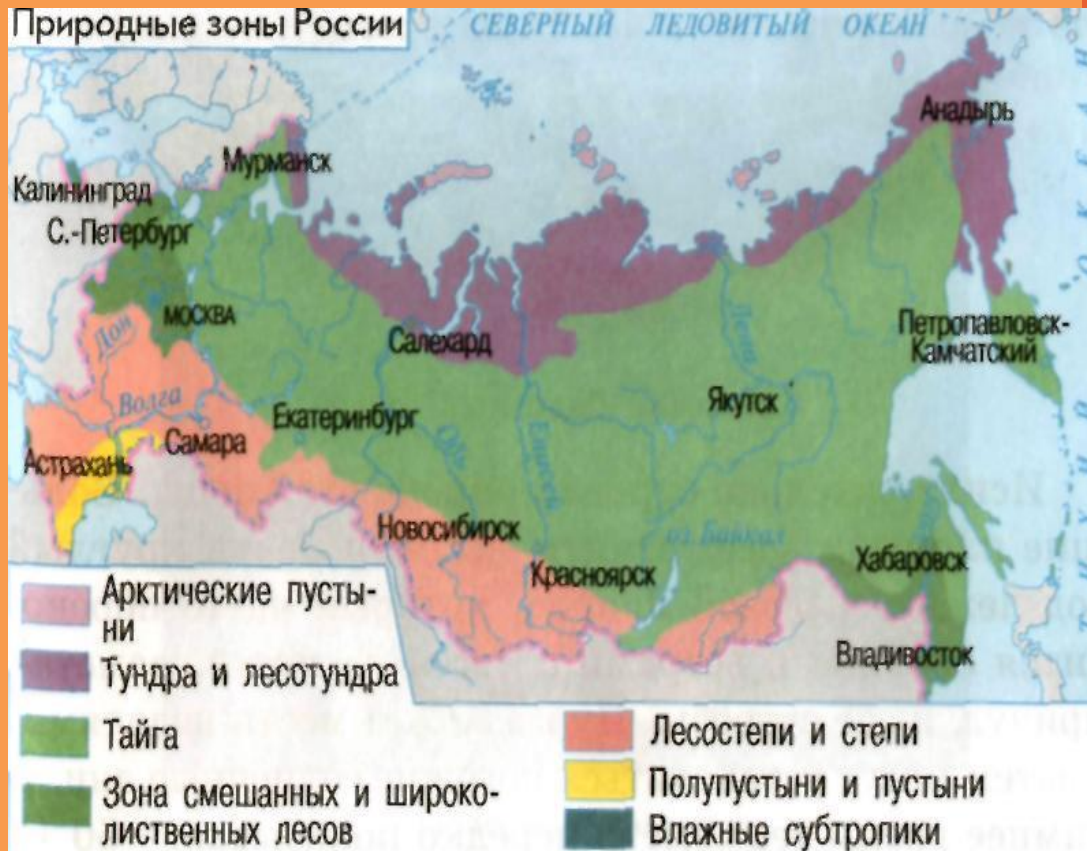 Природные зоны России
СЕВЕРНЫЙ ЛЕДОВИТЫЙ ОКЕАН
Анадырь
Мурманск
Калининград
С.-Петербург
МОСКВА
Дон
Салехард
Лена
Петропавловск-
Камчатский
Волга
Якутск
Екатеринбург
Обь
Енисей
Самара
Астрахань
Новосибирск
оз. Байкал
Хабаровск
Красноярск
Владивосток
Арктические пусты-
ни
Тундра и лесотундра
Тайга
Зона смешанных и широко-
лиственных лесов
Лесостепи и степи
Полупустыни и пустыни
Влажные субтропики